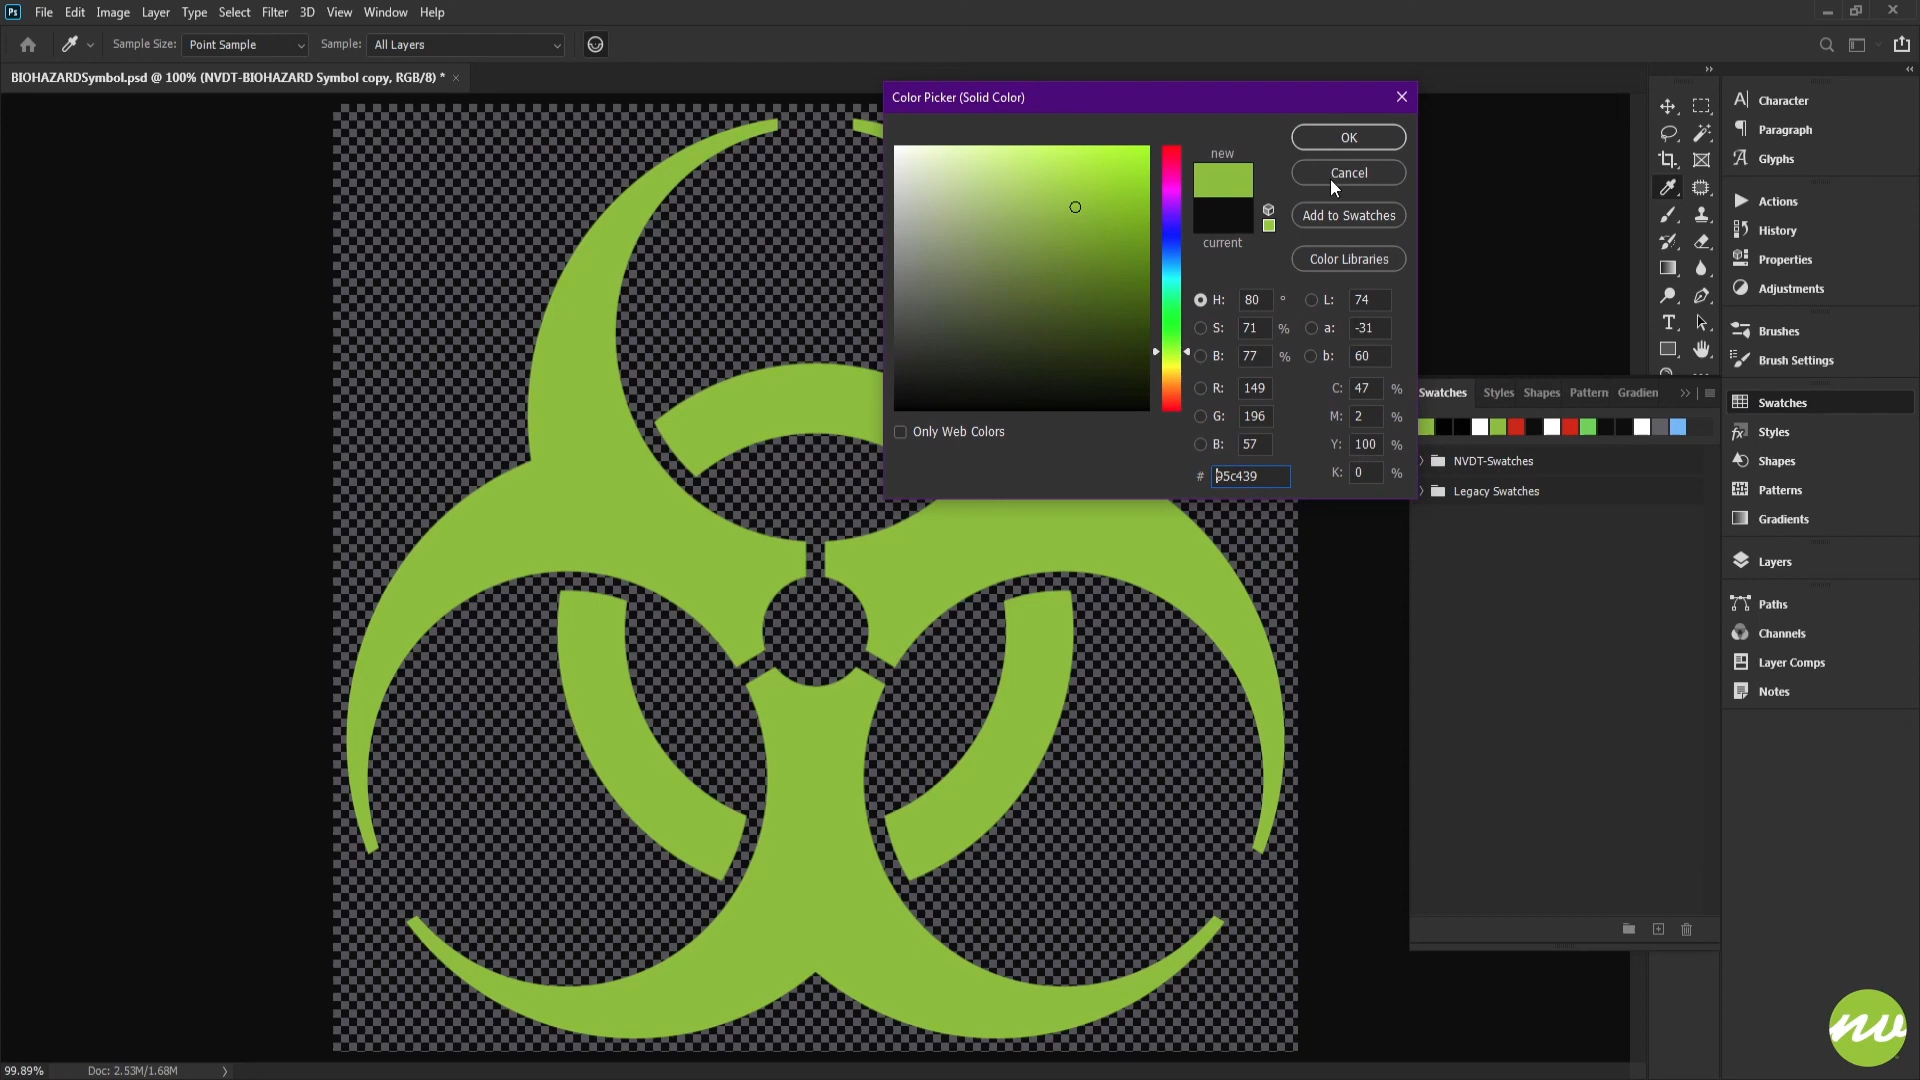 Ps File Edit Image Layer Type Select Filter 3D View Window Help
Sample Size: Point Sample Sample: All Layers
BIOHAZARDSymbol.psd @ 100% (NVDT-BIOHAZARD Symbol copy, RGB/8) * ×
Color Picker (Solid Color)
new
current
OK
Cancel
Add to Swatches
Color Libraries
H: 80 ° L: 74
S: 71 % a: -31
B: 77 % b: 60
R: 149 C: 47 %
G: 196 M: 2 %
B: 57 Y: 100 %
# 95c439 K: 0 %
Only Web Colors
Swatches Styles Shapes Pattern Gradien
NVDT-Swatches
Legacy Swatches
Character
Paragraph
Glyphs
Actions
History
Properties
Adjustments
Brushes
Brush Settings
Swatches
Styles
Shapes
Patterns
Gradients
Layers
Paths
Channels
Layer Comps
Notes
nv
99.89% Doc: 2.53M/1.68M